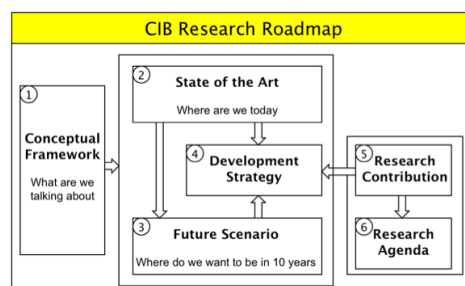 CIB Research Roadmap
1
Conceptual
Framework
What are we
talking about
2
State of the Art
Where are we today
3
Future Scenario
Where do we want to be in 10 years
4
Development
Strategy
5
Research
Contribution
6
Research
Agenda